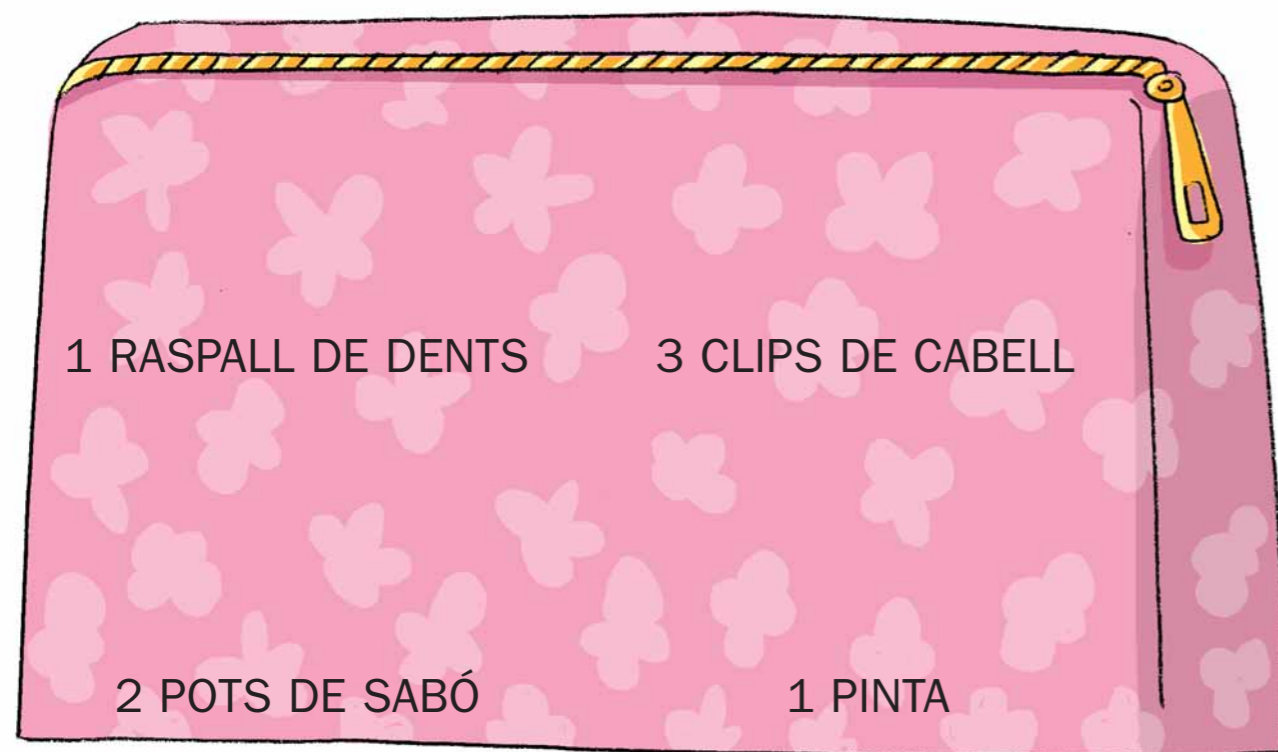 1 RASPALL DE DENTS
3 CLIPS DE CABELL
2 POTS DE SABÓ
1 PINTA